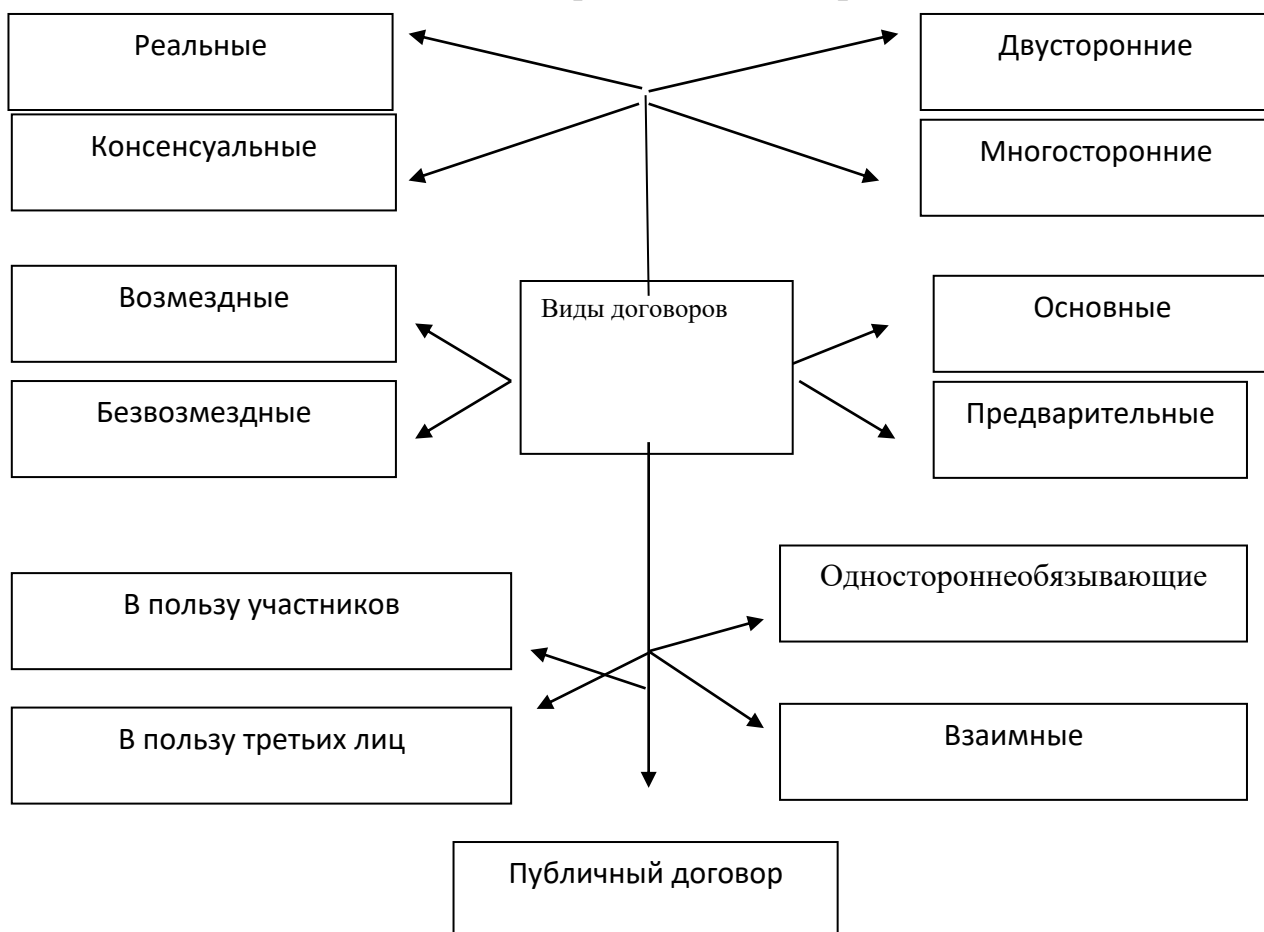 Реальные
Двусторонние
Консенсуальные
Многосторонние
Возмездные
Виды договоров
Основные
Безвозмездные
Предварительные
Одностороннеобязывающие
В пользу участников
В пользу третьих лиц
Взаимные
Публичный договор